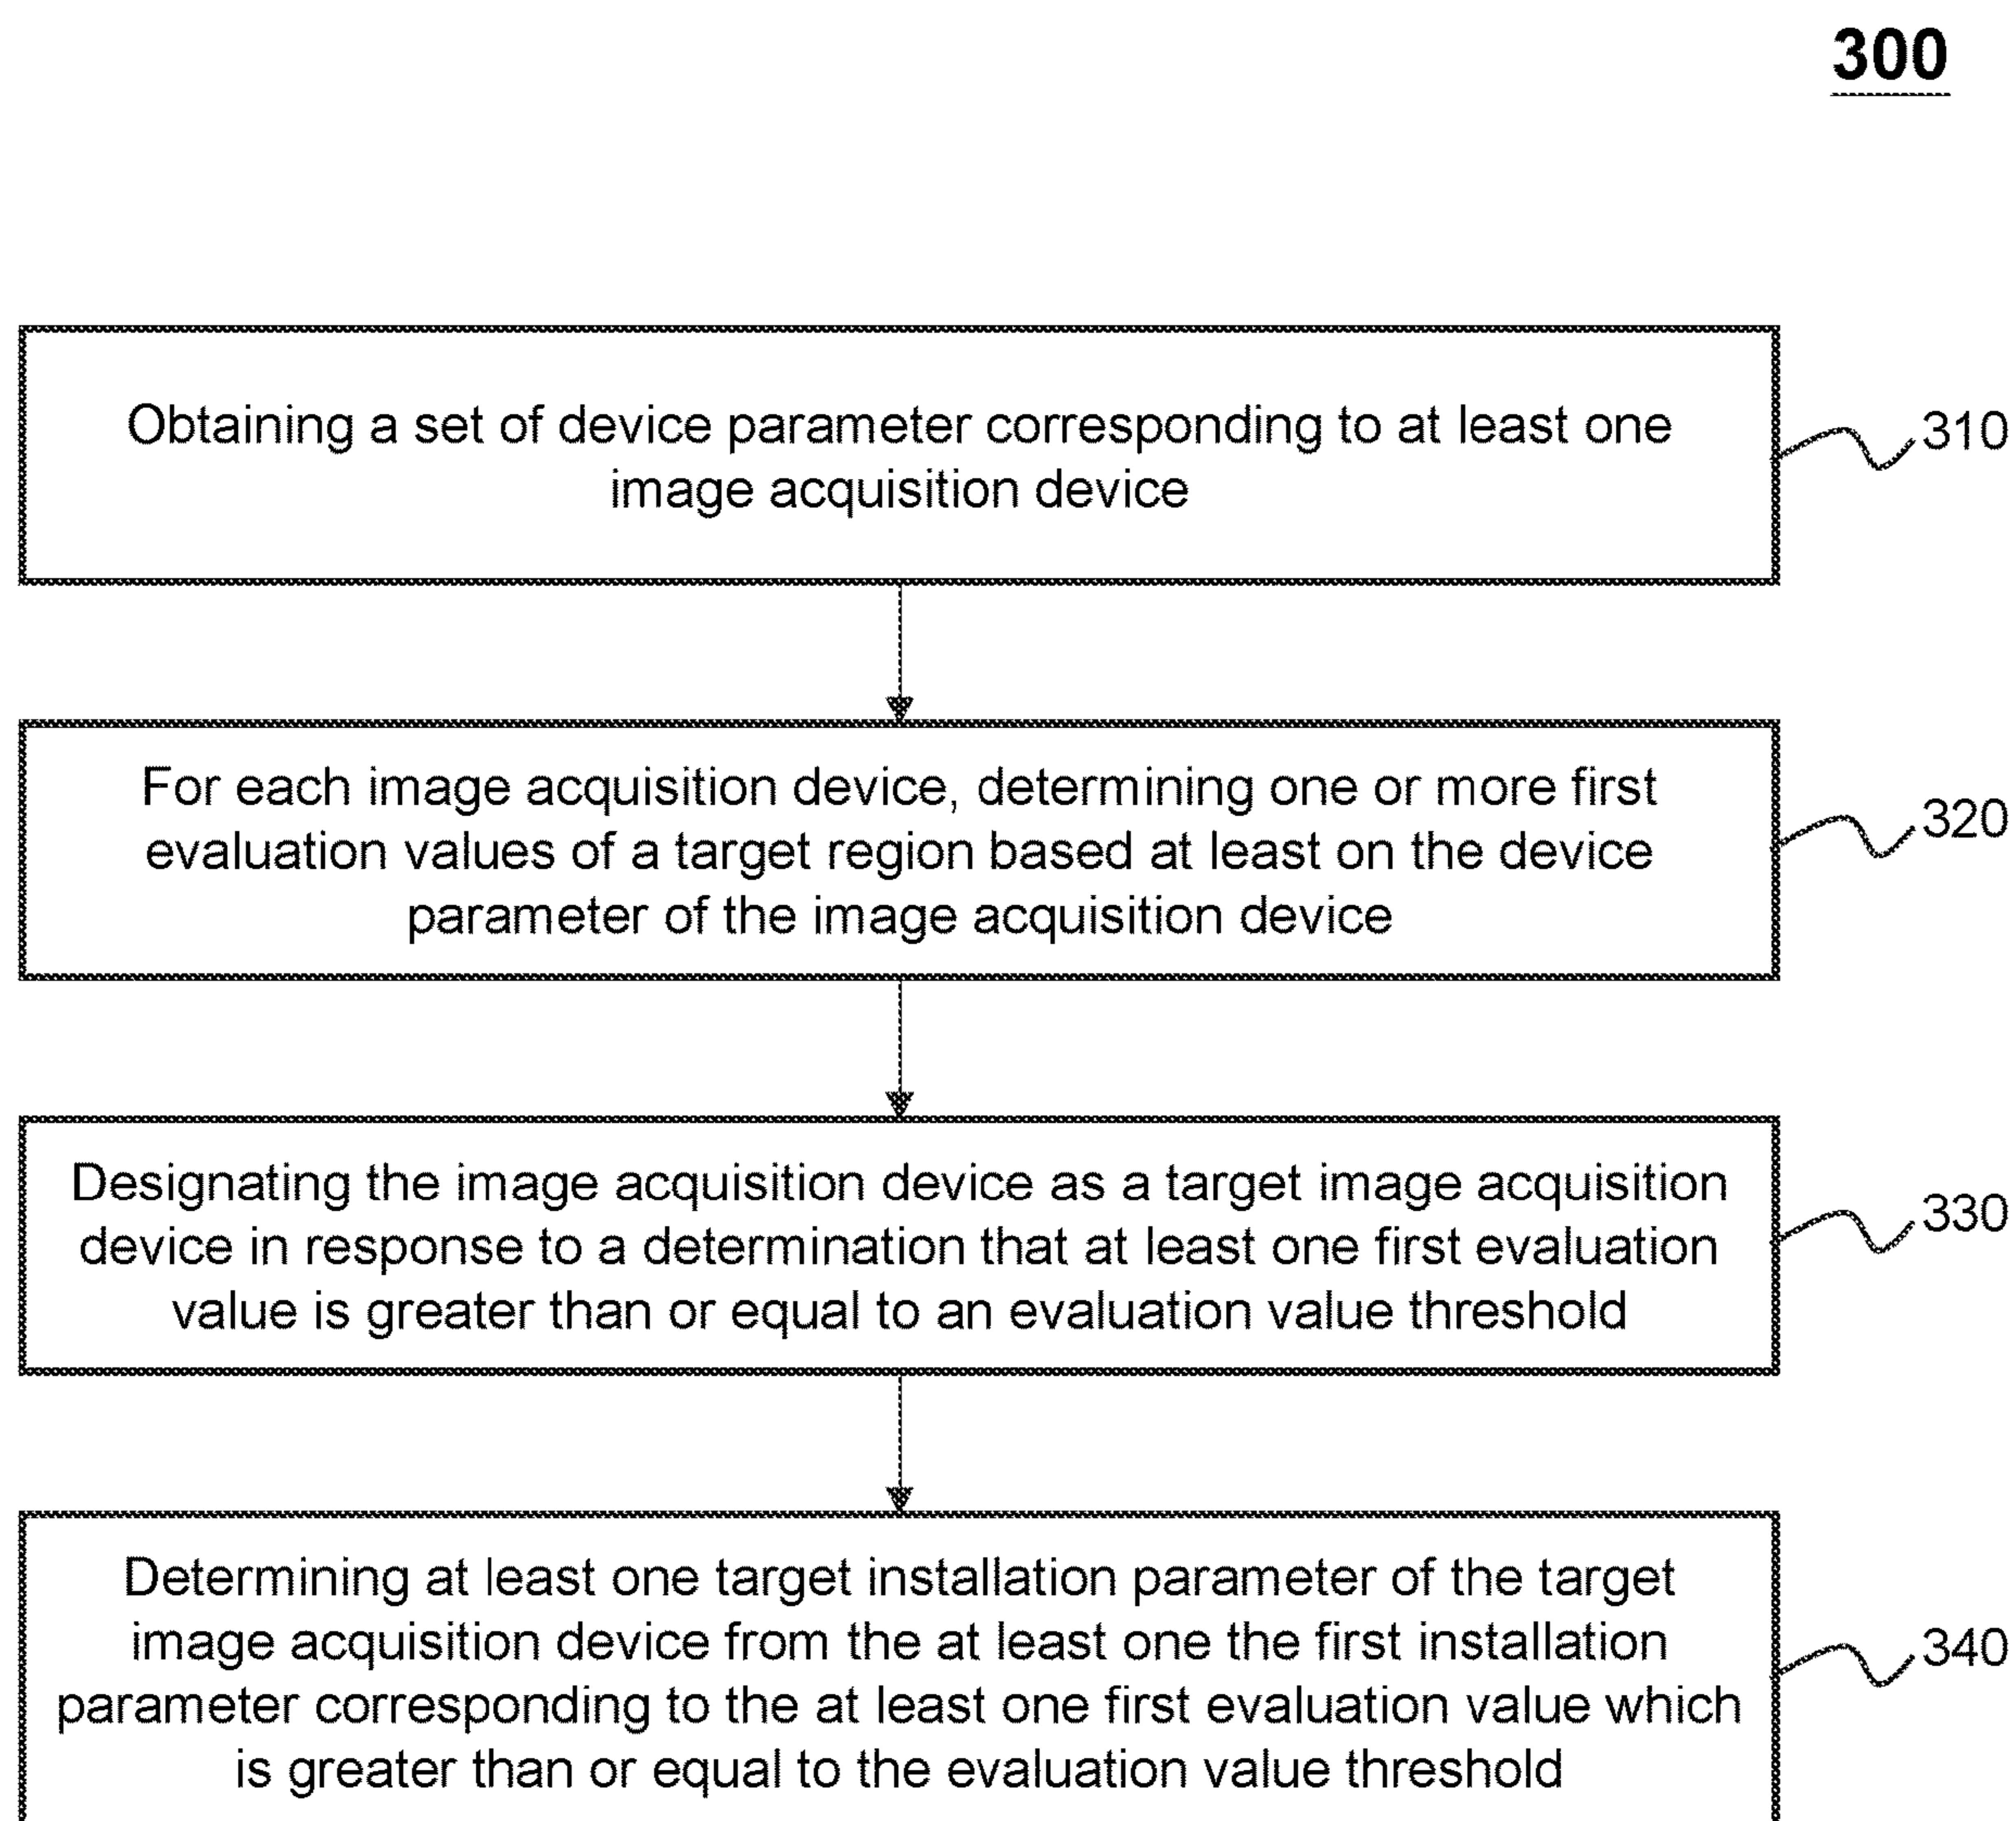 300
Obtaining a set of device parameter corresponding to at least one
image acquisition device
310
For each image acquisition device, determining one or more first
evaluation values of a target region based at least on the device
parameter of the image acquisition device
320
Designating the image acquisition device as a target image acquisition
device in response to a determination that at least one first evaluation
value is greater than or equal to an evaluation value threshold
330
Determining at least one target installation parameter of the target
image acquisition device from the at least one the first installation
parameter corresponding to the at least one first evaluation value which
is greater than or equal to the evaluation value threshold
340